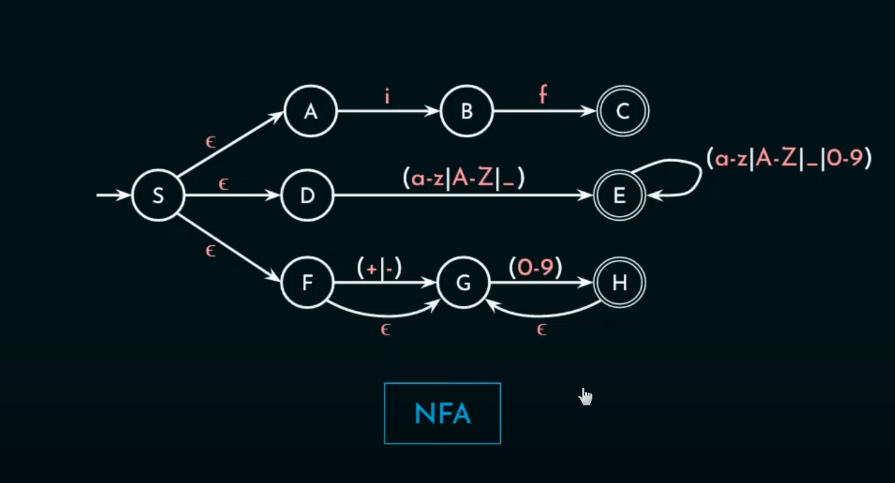 i f
A B C
ϵ
(a-z|A-Z|_|0-9)
ϵ (a-z|A-Z|_)
S D E
ϵ
(+|-) (0-9)
F G H
ϵ ϵ
NFA